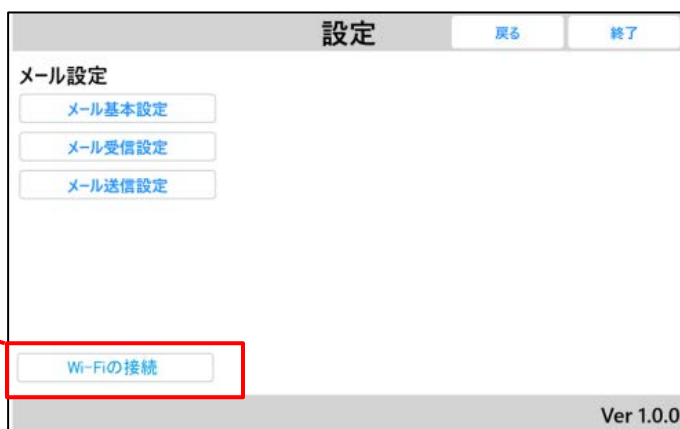 設定
戻る
終了
メール設定
メール基本設定
メール受信設定
メール送信設定
Wi-Fiの接続
Ver 1.0.0